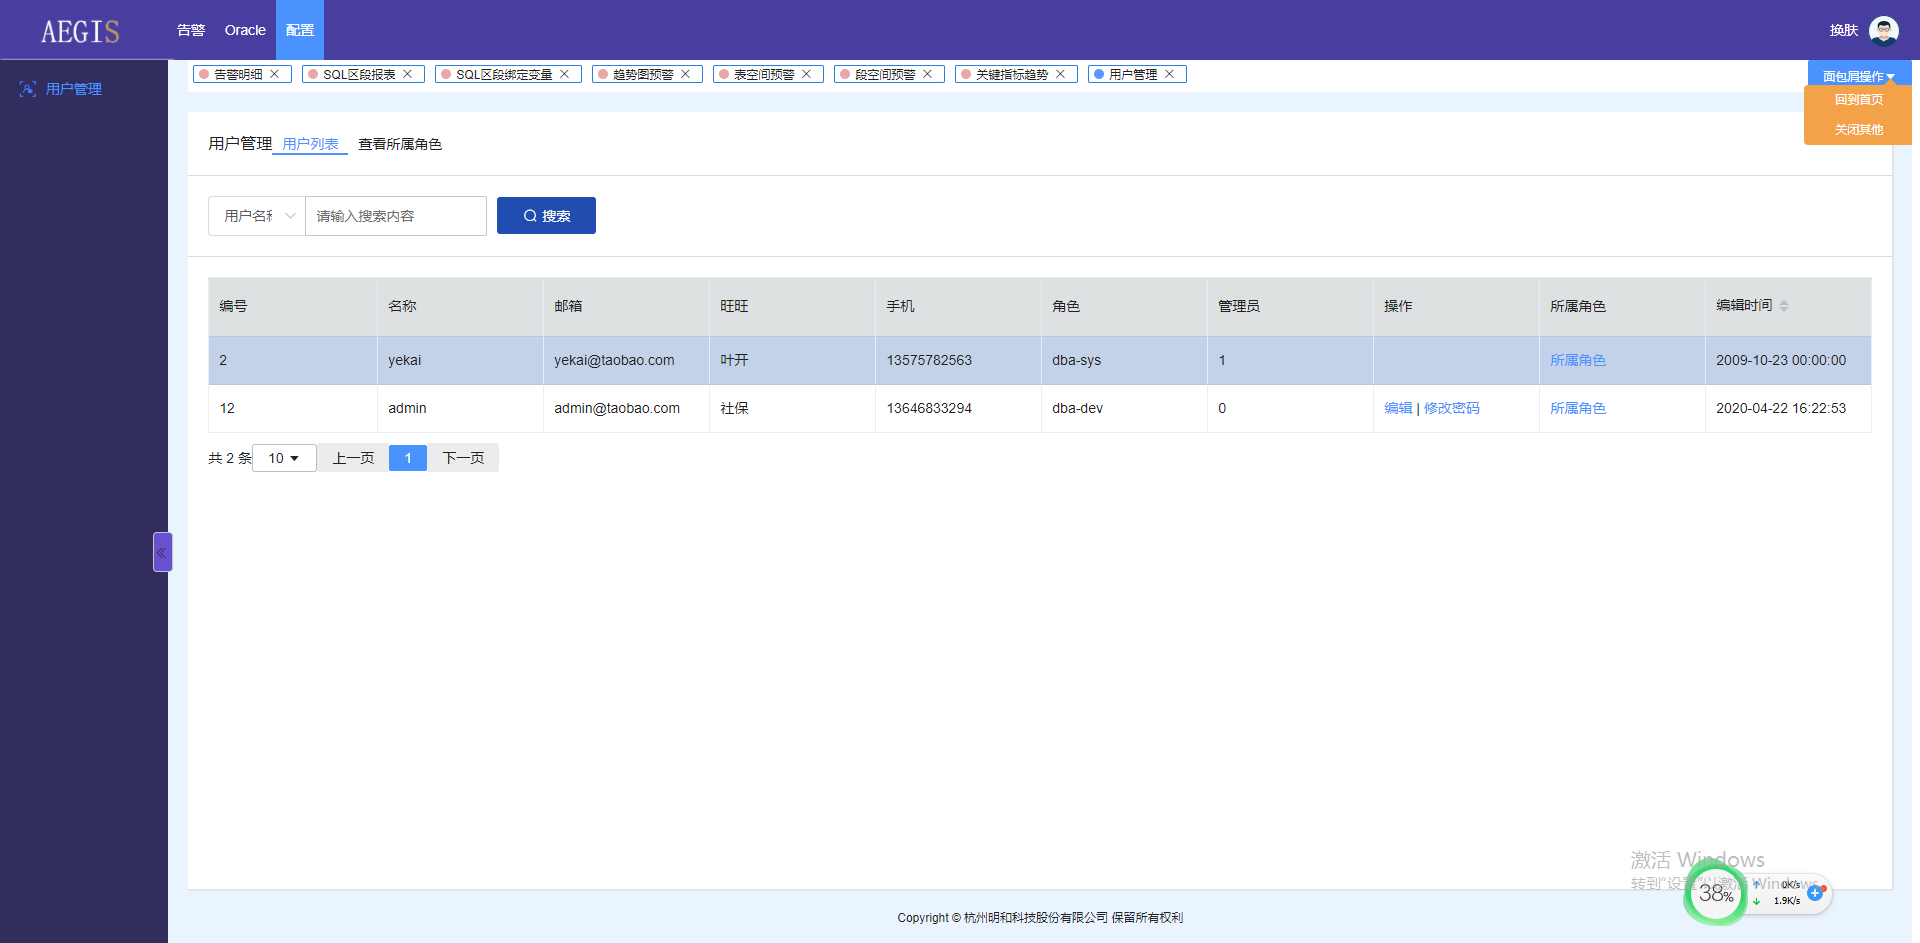 AEGIS 告警 Oracle 配置 换肤
用户管理
告警明细 SQL区段报表 SQL区段绑定变量 趋势图预警 表空间预警 段空间预警 关键指标趋势 用户管理 面包屑操作
回到首页
关闭其他
用户管理 用户列表 查看所属角色
用户名称 请输入搜索内容 搜索
编号 名称 邮箱 旺旺 手机 角色 管理员 操作 所属角色 编辑时间
2 yekai yekai@taobao.com 叶开 13575782563 dba-sys 1 所属角色 2009-10-23 00:00:00
12 admin admin@taobao.com 社保 13646833294 dba-dev 0 编辑 | 修改密码 所属角色 2020-04-22 16:22:53
共 2 条 10 上一页 1 下一页
激活 Windows
转到"设置"以激活 Windows。
38%
0K/s
1.9K/s
Copyright © 杭州明和科技股份有限公司 保留所有权利